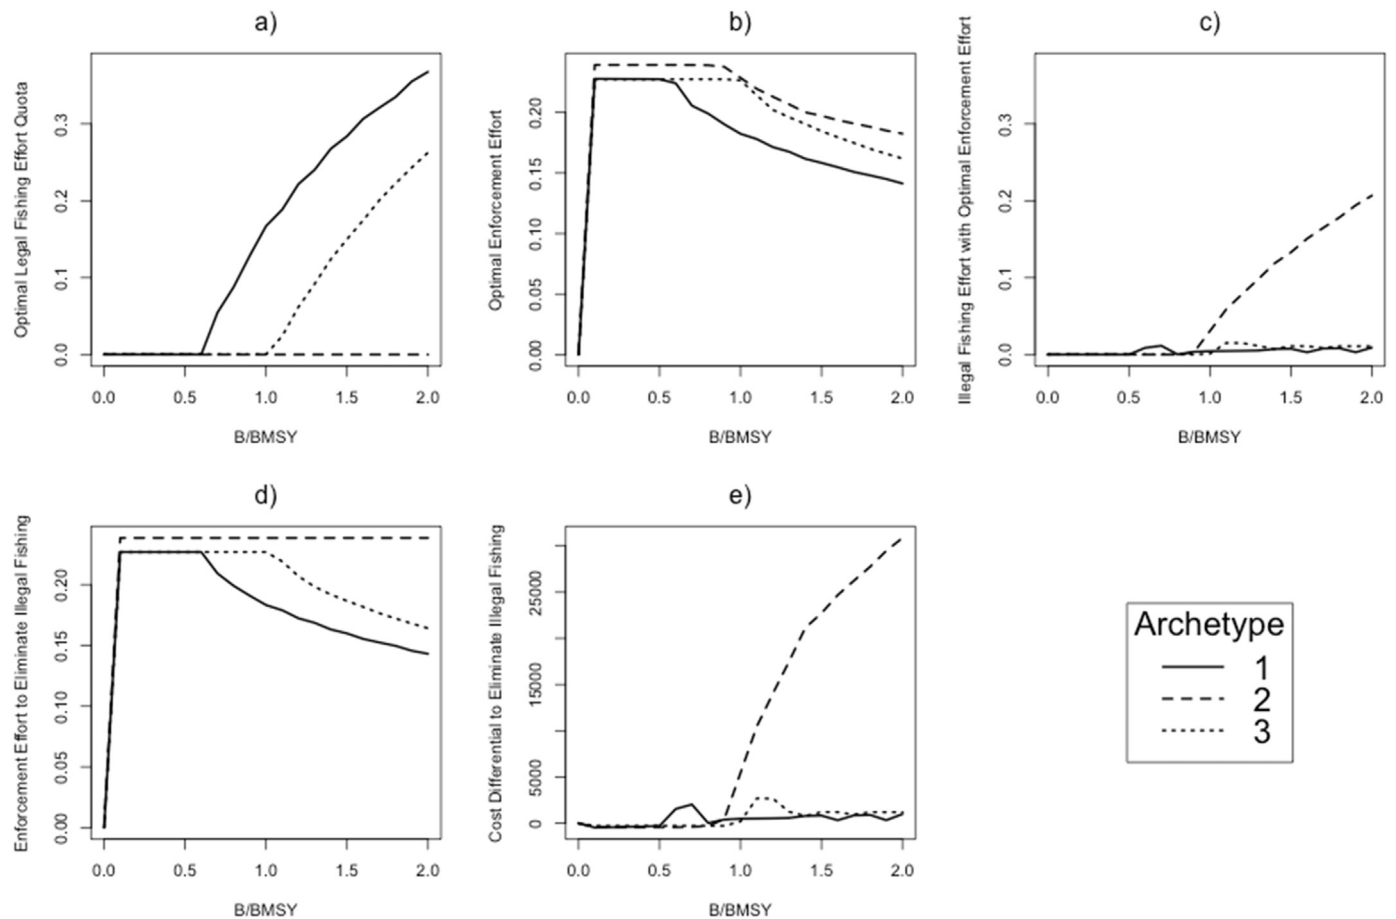 a)
Optimal Legal Fishing Effort Quota
0.0 0.1 0.2 0.3
0.0 0.5 1.0 1.5 2.0
B/BMSY
b)
Optimal Enforcement Effort
0.00 0.05 0.10 0.15 0.20
0.0 0.5 1.0 1.5 2.0
B/BMSY
c)
Illegal Fishing Effort with Optimal Enforcement Effort
0.0 0.1 0.2 0.3
0.0 0.5 1.0 1.5 2.0
B/BMSY
d)
Enforcement Effort to Eliminate Illegal Fishing
0.00 0.05 0.10 0.15 0.20
0.0 0.5 1.0 1.5 2.0
B/BMSY
e)
Cost Differential to Eliminate Illegal Fishing
0 5000 15000 25000
0.0 0.5 1.0 1.5 2.0
B/BMSY
Archetype
1
2
3